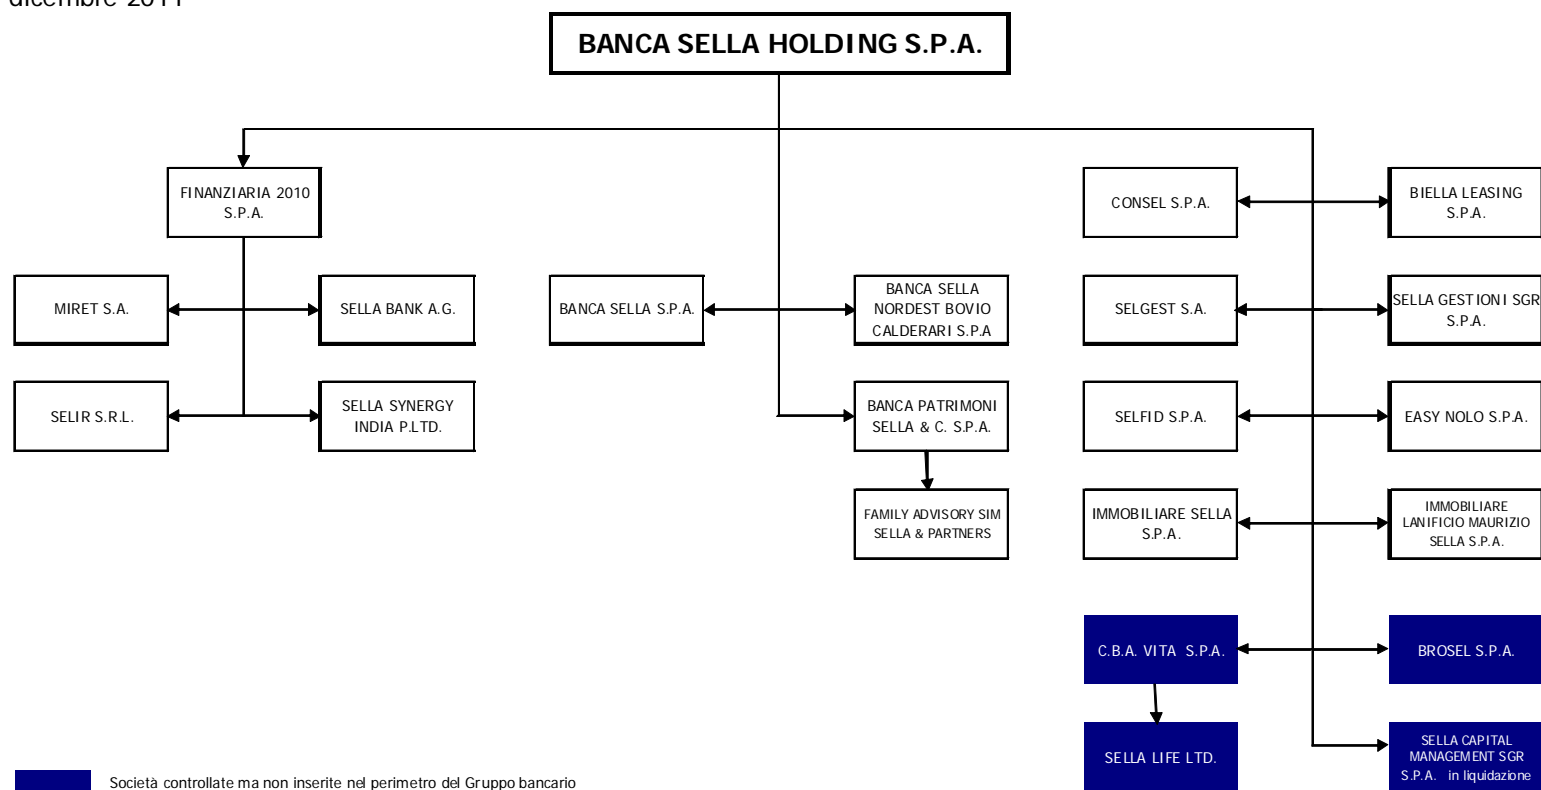 dicembre 2011
BANCA SELLA HOLDING S.P.A.
FINANZIARIA 2010
S.P.A.
CONSEL S.P.A.
BIELLA LEASING
S.P.A.
MIRET S.A.
SELLA BANK A.G.
BANCA SELLA S.P.A.
BANCA SELLA
NORDEST BOVIO
CALDERARI S.P.A
SELGEST S.A.
SELLA GESTIONI SGR
S.P.A.
SELIR S.R.L.
SELLA SYNERGY
INDIA P.LTD.
BANCA PATRIMONI
SELLA & C. S.P.A.
SELFID S.P.A.
EASY NOLO S.P.A.
FAMILY ADVISORY SIM
SELLA & PARTNERS
IMMOBILIARE SELLA
S.P.A.
IMMOBILIARE
LANIFICIO MAURIZIO
SELLA S.P.A.
C.B.A. VITA S.P.A.
BROSEL S.P.A.
SELLA LIFE LTD.
SELLA CAPITAL
MANAGEMENT SGR
S.P.A. in liquidazione
Società controllate ma non inserite nel perimetro del Gruppo bancario